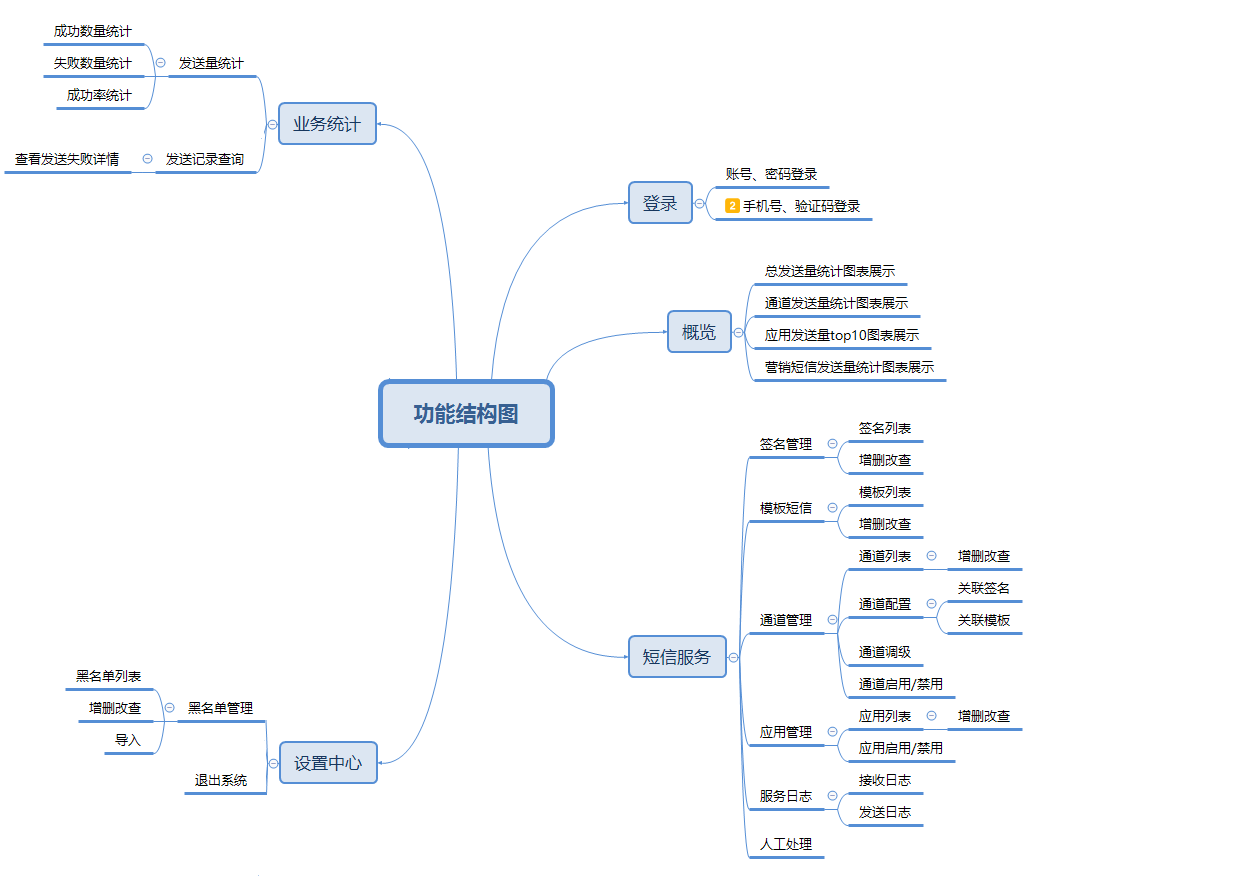 功能结构图
登录
账号、密码登录
2 手机号、验证码登录
概览
总发送量统计图表展示
通道发送量统计图表展示
应用发送量top10图表展示
营销短信发送量统计图表展示
短信服务
签名管理
签名列表
增删改查
模板短信
模板列表
增删改查
通道管理
通道列表
增删改查
通道配置
关联签名
关联模板
通道调级
通道启用/禁用
应用管理
应用列表
增删改查
应用启用/禁用
服务日志
接收日志
发送日志
人工处理
业务统计
发送量统计
成功数量统计
失败数量统计
成功率统计
发送记录查询
查看发送失败详情
设置中心
黑名单管理
黑名单列表
增删改查
导入
退出系统